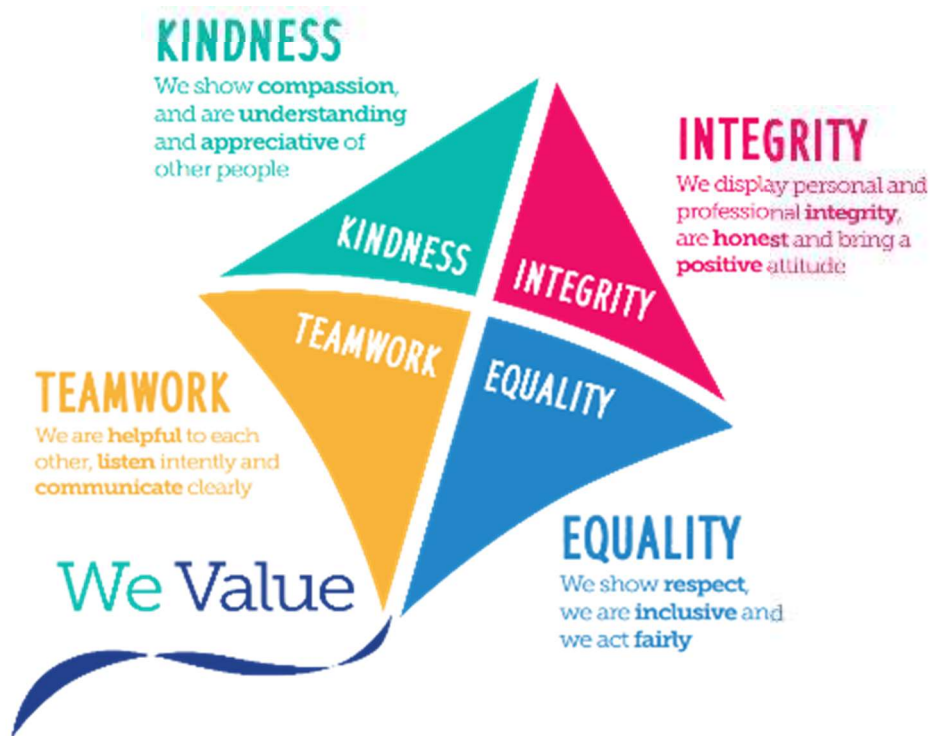 KINDNESS
We show compassion,
and are understanding
and appreciative of
other people
INTEGRITY
We display personal and
professional integrity,
are honest and bring a
positive attitude
KINDNESS
INTEGRITY
TEAMWORK
EQUALITY
TEAMWORK
We are helpful to each
other, listen intently and
communicate clearly
EQUALITY
We show respect,
we are inclusive and
we act fairly
We Value